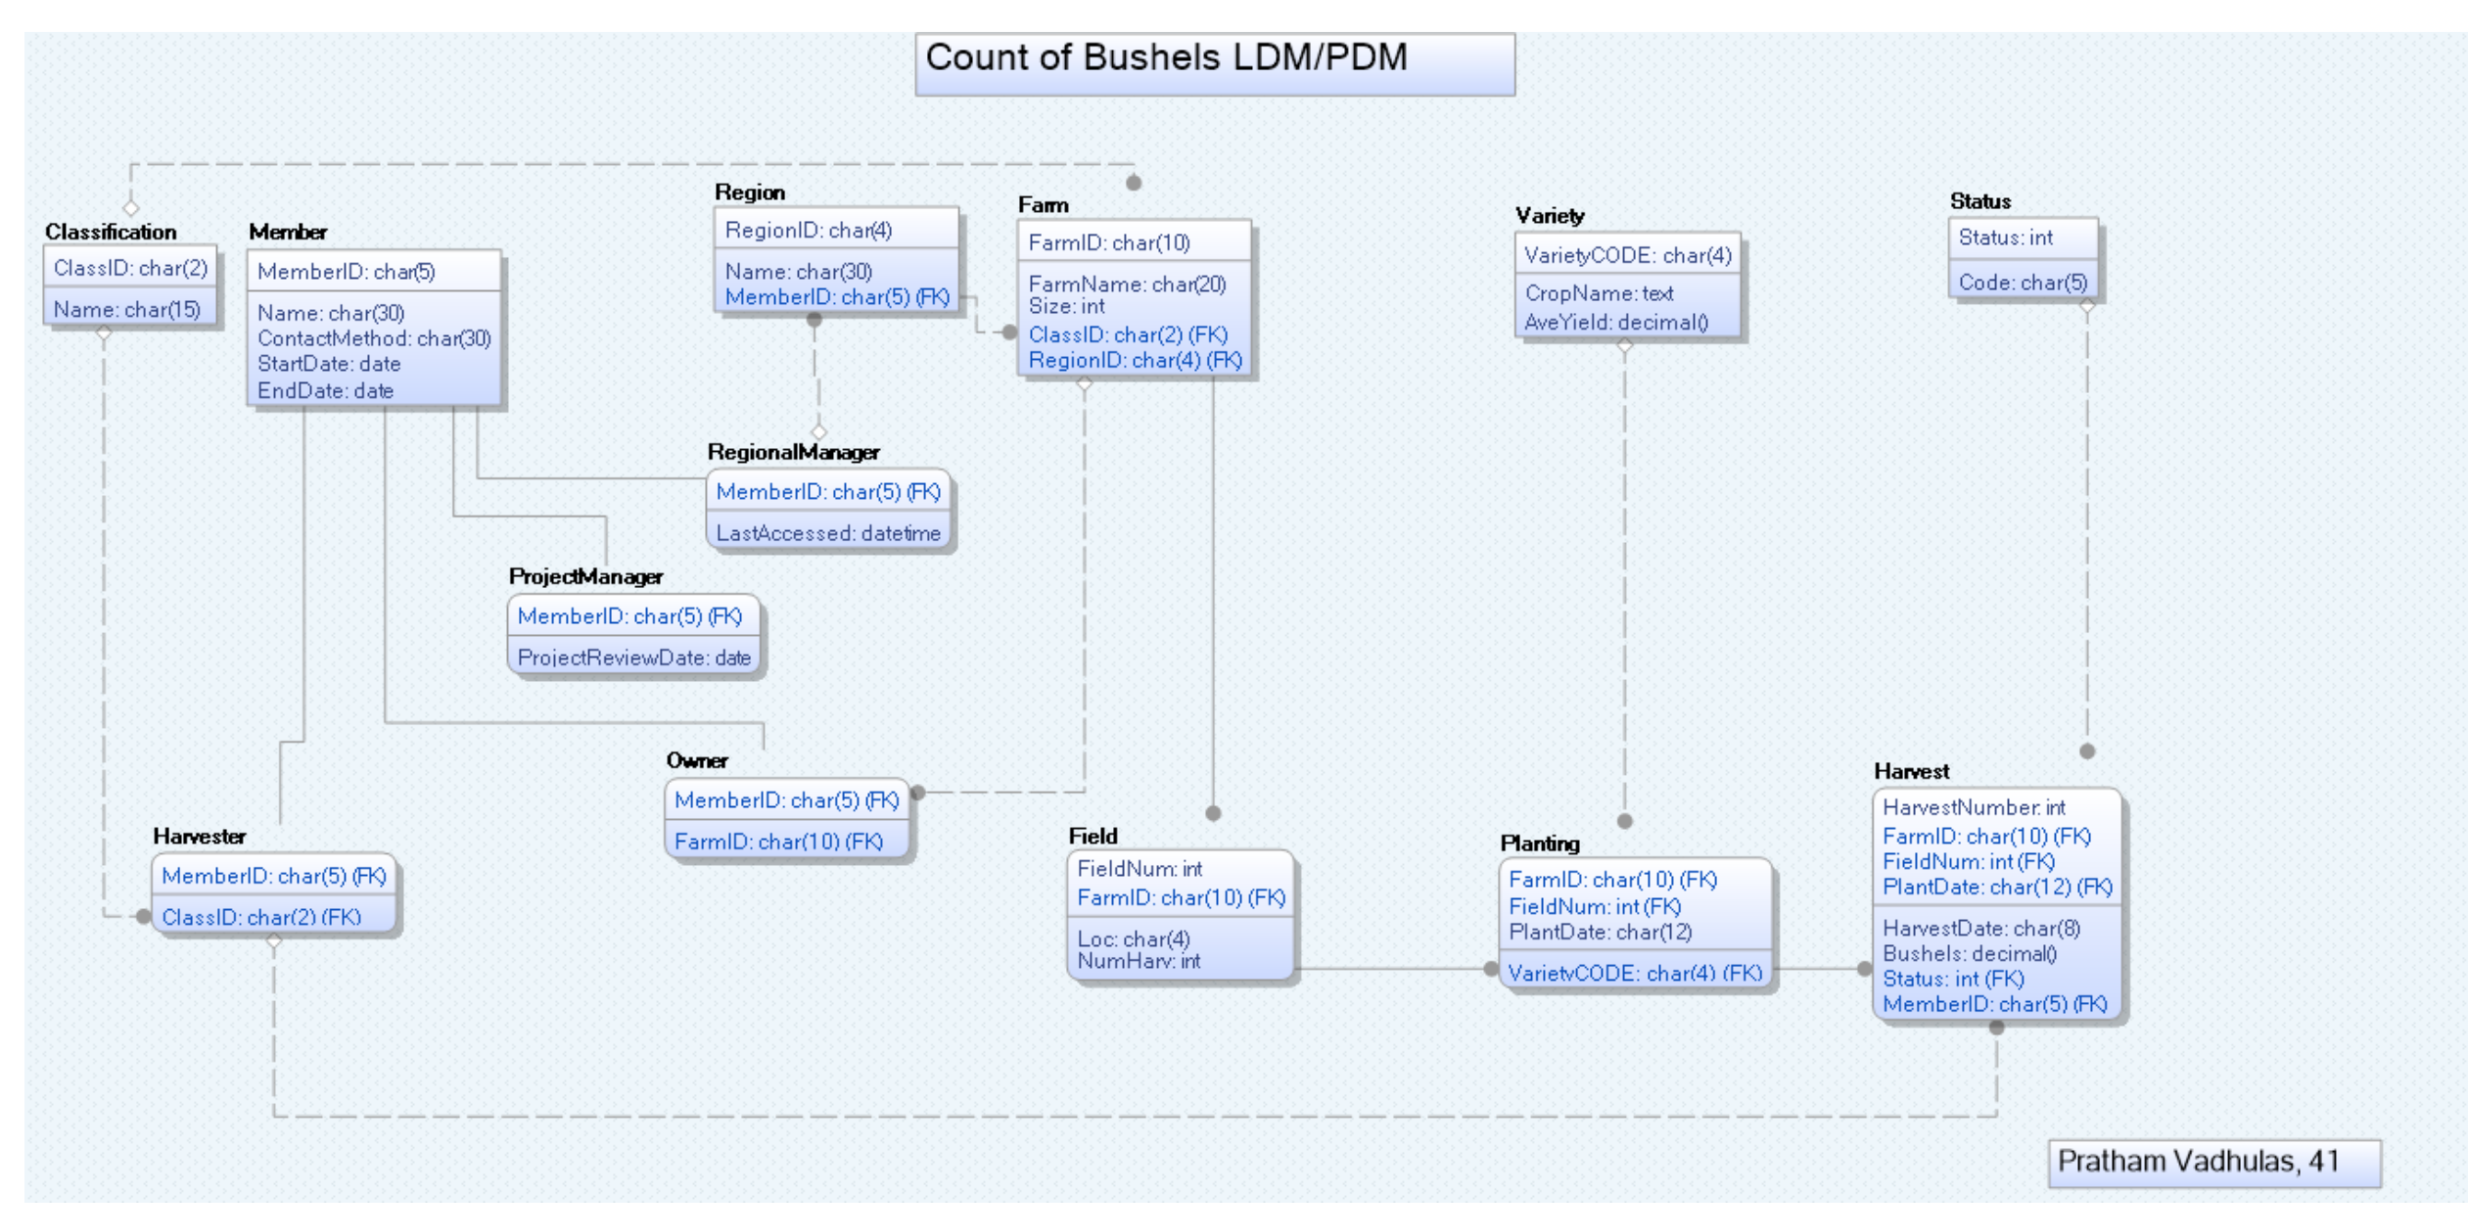 Count of Bushels LDM/PDM
Classification
ClassID: char(2)
Name: char(15)
Member
MemberID: char(5)
Name: char(30)
ContactMethod: char(30)
StartDate: date
EndDate: date
Region
RegionID: char(4)
Name: char(30)
MemberID: char(5) (FK)
Farm
FarmID: char(10)
FarmName: char(20)
Size: int
ClassID: char(2) (FK)
RegionID: char(4) (FK)
Variety
VarietyCODE: char(4)
CropName: text
AveYield: decimal()
Status
Status: int
Code: char(5)
RegionalManager
MemberID: char(5) (FK)
LastAccessed: datetime
ProjectManager
MemberID: char(5) (FK)
ProjectReviewDate: date
Owner
MemberID: char(5) (FK)
FarmID: char(10) (FK)
Harvester
MemberID: char(5) (FK)
ClassID: char(2) (FK)
Field
FieldNum: int
FarmID: char(10) (FK)
Loc: char(4)
NumHarv: int
Planting
FarmID: char(10) (FK)
FieldNum: int (FK)
PlantDate: char(12)
VarietyCODE: char(4) (FK)
Harvest
HarvestNumber: int
FarmID: char(10) (FK)
FieldNum: int (FK)
PlantDate: char(12) (FK)
HarvestDate: char(8)
Bushels: decimal()
Status: int (FK)
MemberID: char(5) (FK)
Pratham Vadhulas, 41